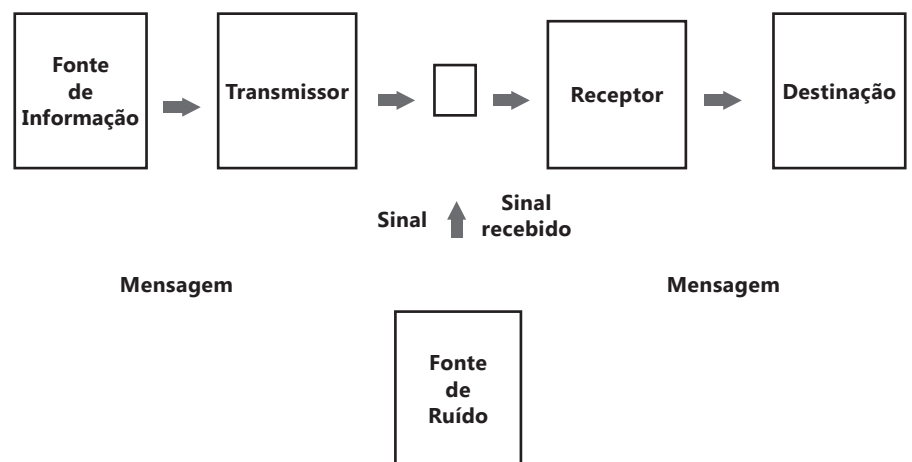 Fonte
de
Informação
Transmissor
Receptor
Destinação
Sinal
Sinal
recebido
Mensagem
Mensagem
Fonte
de
Ruído